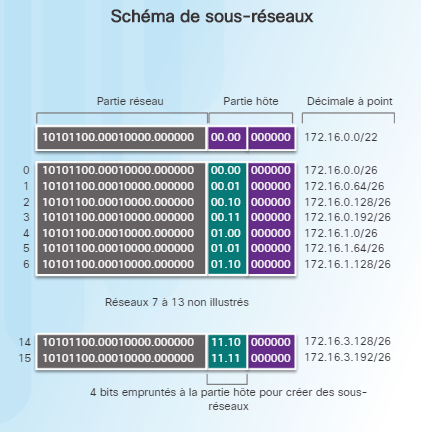 Schéma de sous-réseaux
Partie réseau Partie hôte Décimale à point
10101100.00010000.000000 00.00 000000 172.16.0.0/22
0 10101100.00010000.000000 00.00 000000 172.16.0.0/26
1 10101100.00010000.000000 00.01 000000 172.16.0.64/26
2 10101100.00010000.000000 00.10 000000 172.16.0.128/26
3 10101100.00010000.000000 00.11 000000 172.16.0.192/26
4 10101100.00010000.000000 01.00 000000 172.16.1.0/26
5 10101100.00010000.000000 01.01 000000 172.16.1.64/26
6 10101100.00010000.000000 01.10 000000 172.16.1.128/26
Réseaux 7 à 13 non illustrés
14 10101100.00010000.000000 11.10 000000 172.16.3.128/26
15 10101100.00010000.000000 11.11 000000 172.16.3.192/26
4 bits empruntés à la partie hôte pour créer des sous-
réseaux